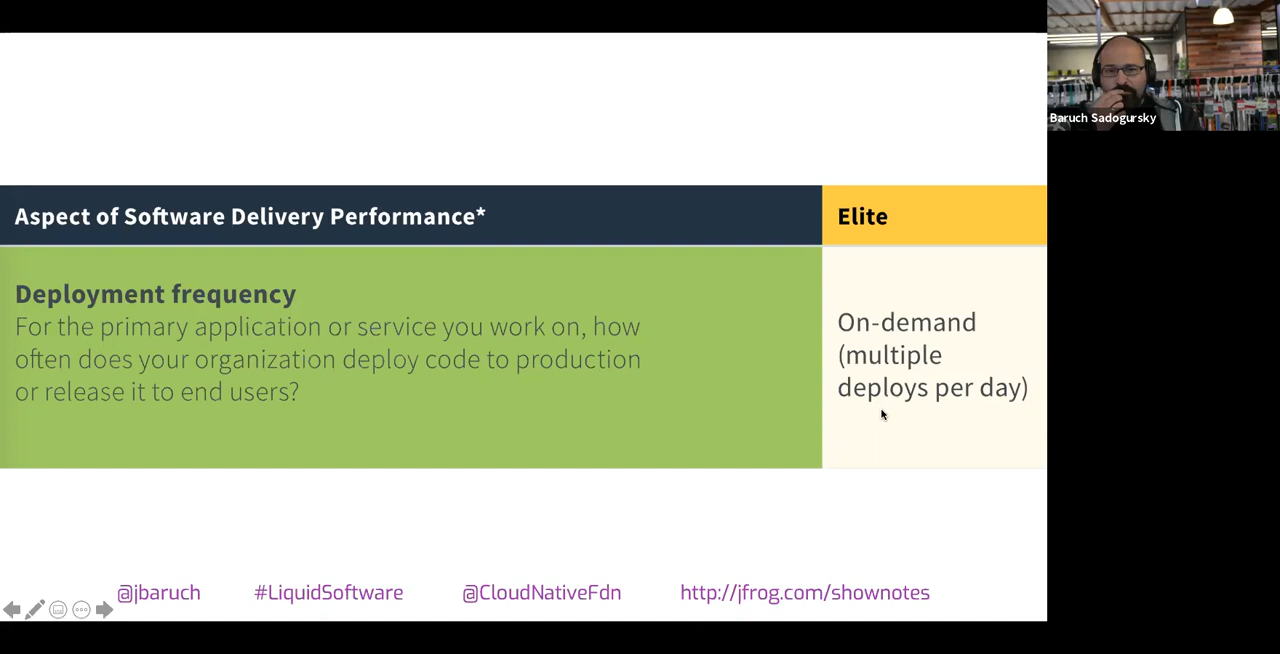 Baruch Sadogursky
Aspect of Software Delivery Performance*
Elite
Deployment frequency
For the primary application or service you work on, how
often does your organization deploy code to production
or release it to end users?
On-demand
(multiple
deploys per day)
@jbaruch
#LiquidSoftware
@CloudNativeFdn
http://jfrog.com/shownotes